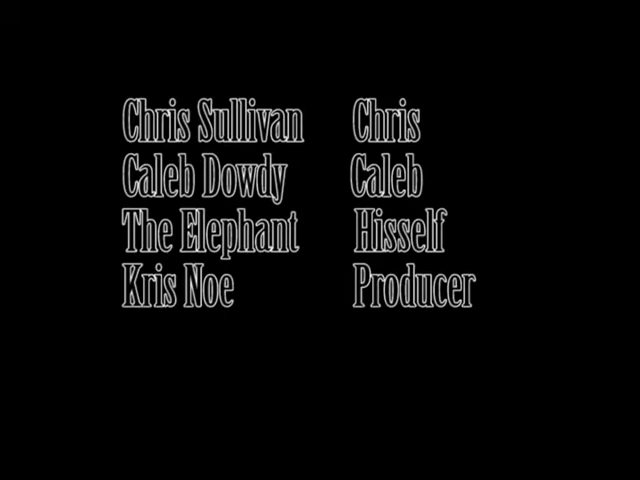 Chris Sullivan Chris
Caleb Dowdy Caleb
The Elephant Hisself
Kris Noe Producer